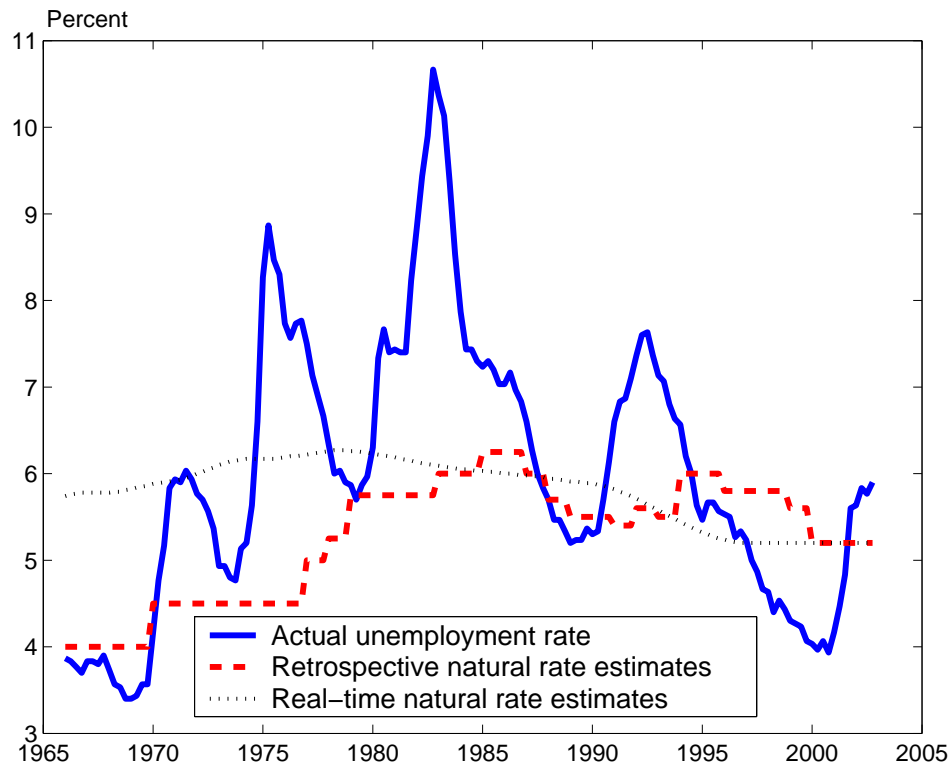 Percent
11
10
9
8
7
6
5
4
3
Actual unemployment rate
Retrospective natural rate estimates
Real−time natural rate estimates
1965 1970 1975 1980 1985 1990 1995 2000 2005